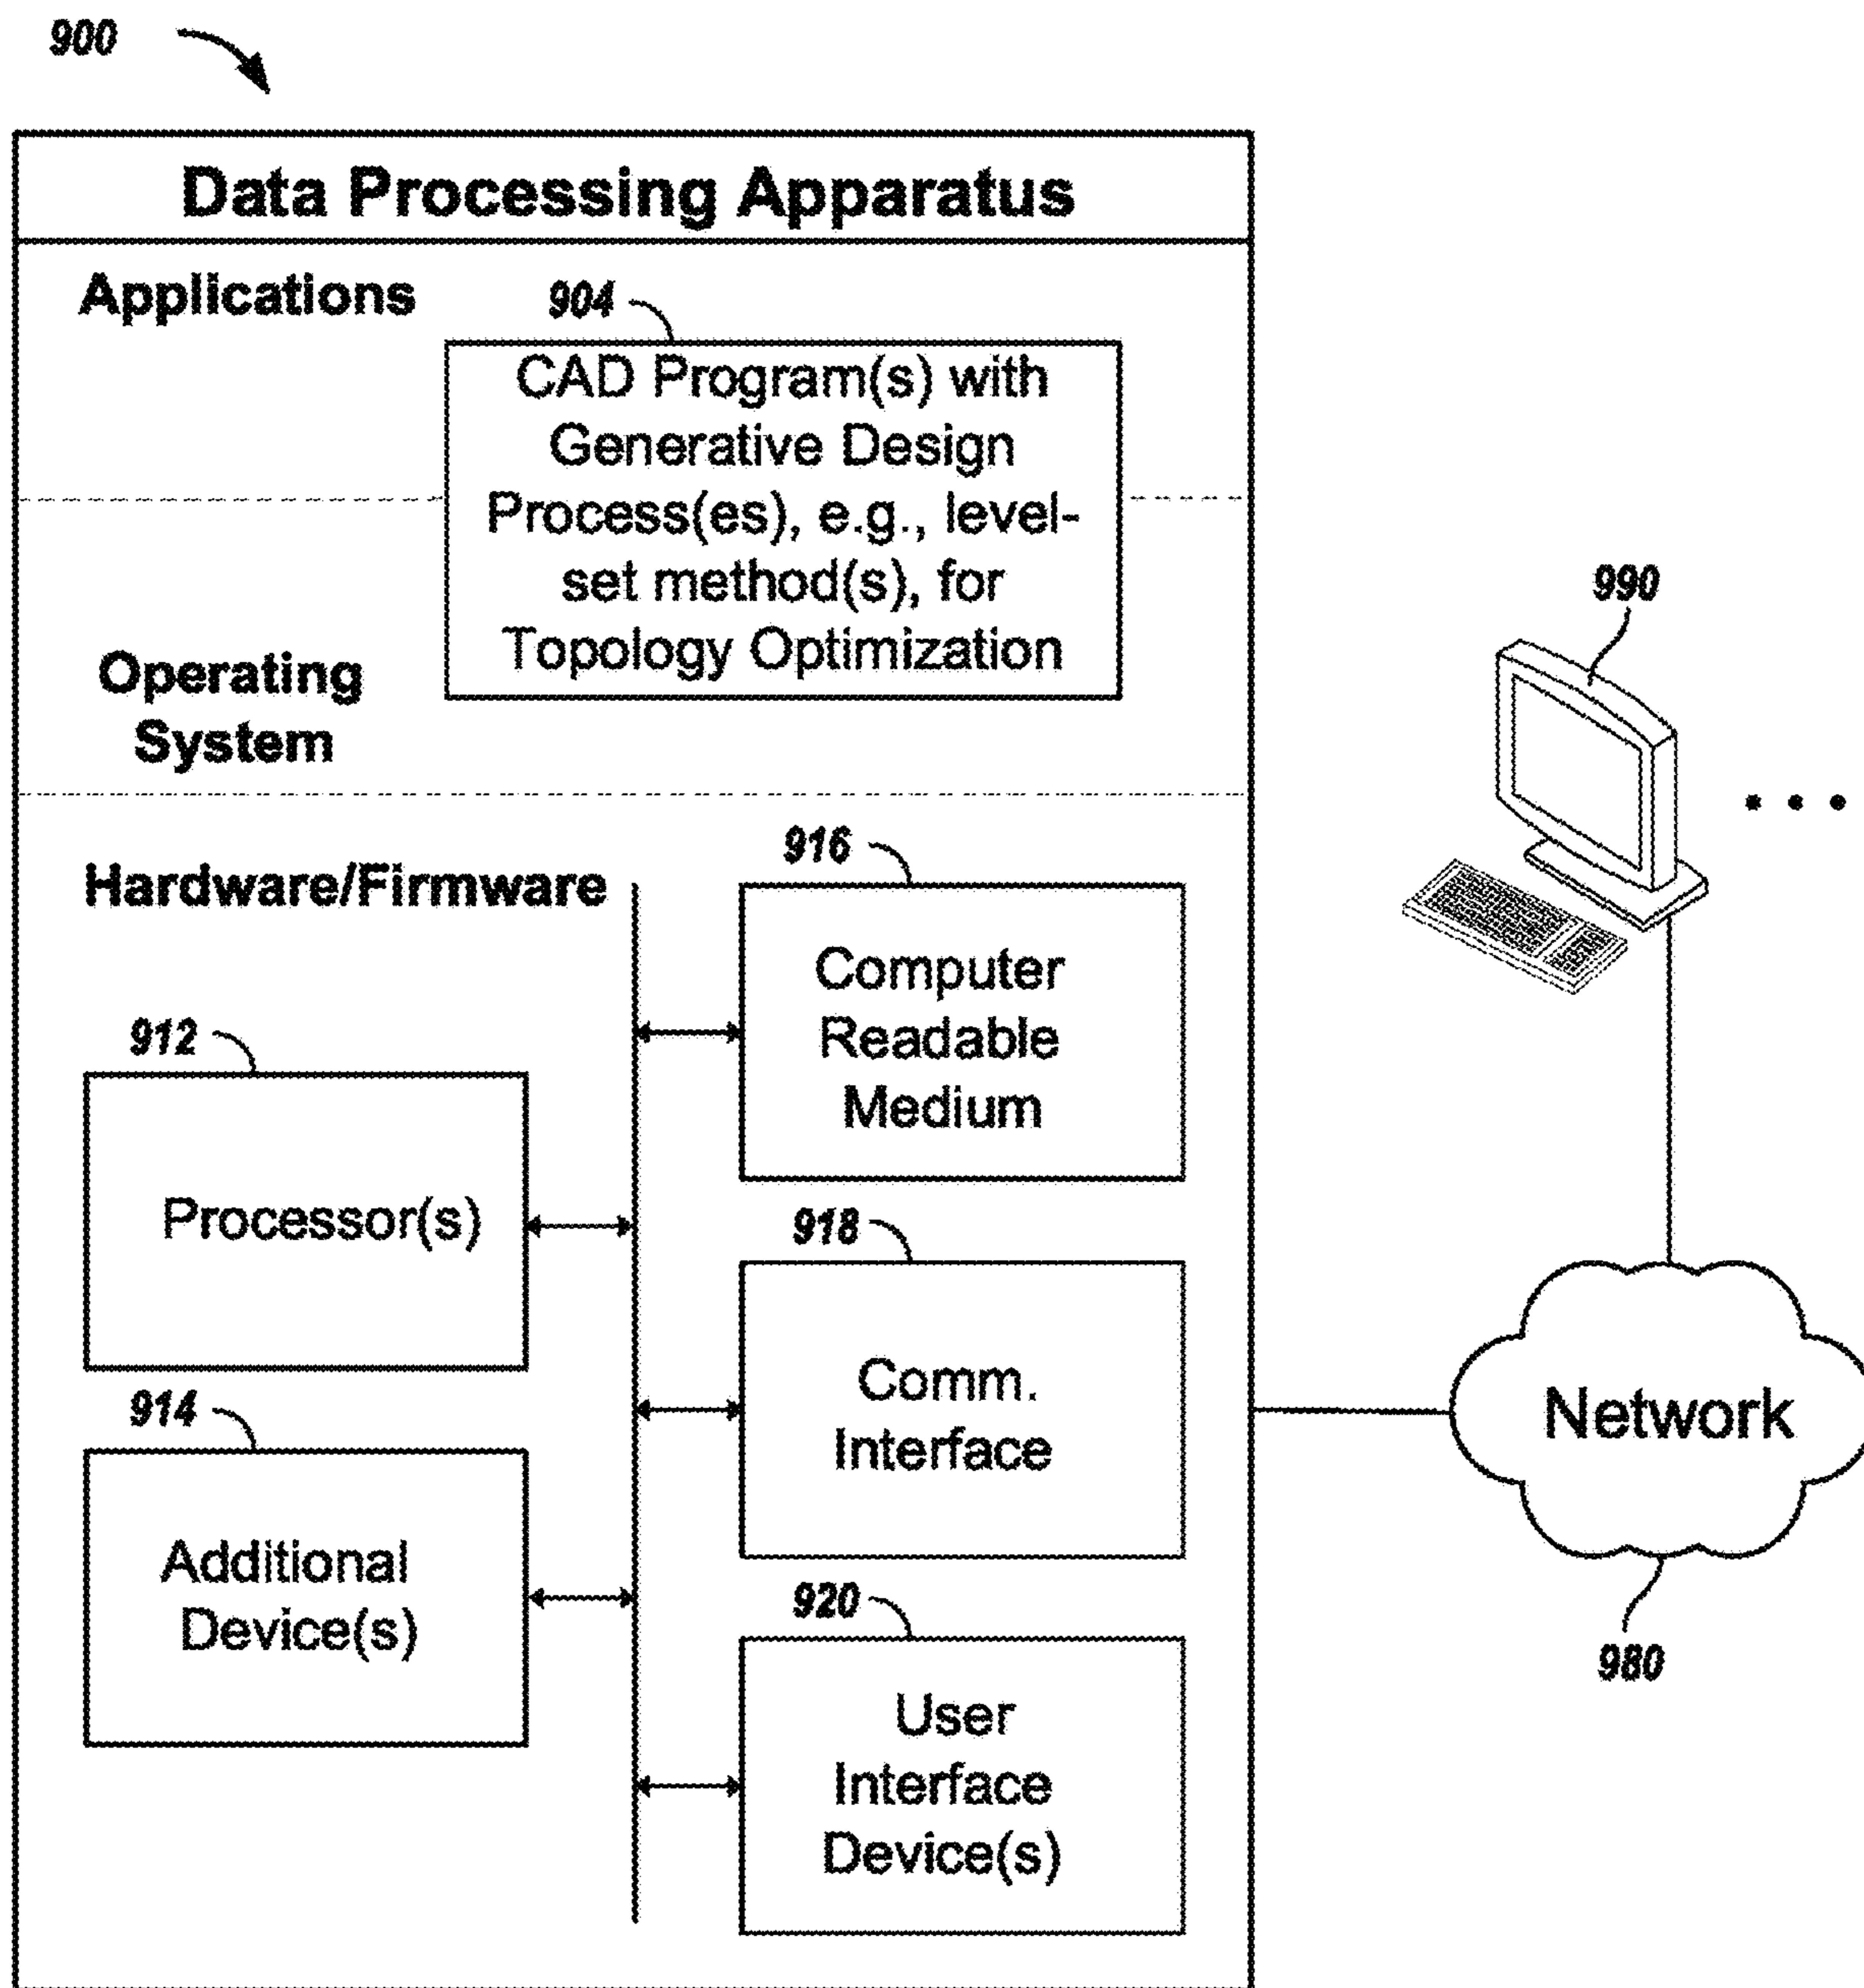 900
Data Processing Apparatus
Applications
904
CAD Program(s) with
Generative Design
Process(es), e.g., level-
set method(s), for
Topology Optimization
Operating
System
990
Hardware/Firmware
916
Computer
Readable
Medium
912
Processor(s)
918
Comm.
Interface
Network
980
914
Additional
Device(s)
920
User
Interface
Device(s)